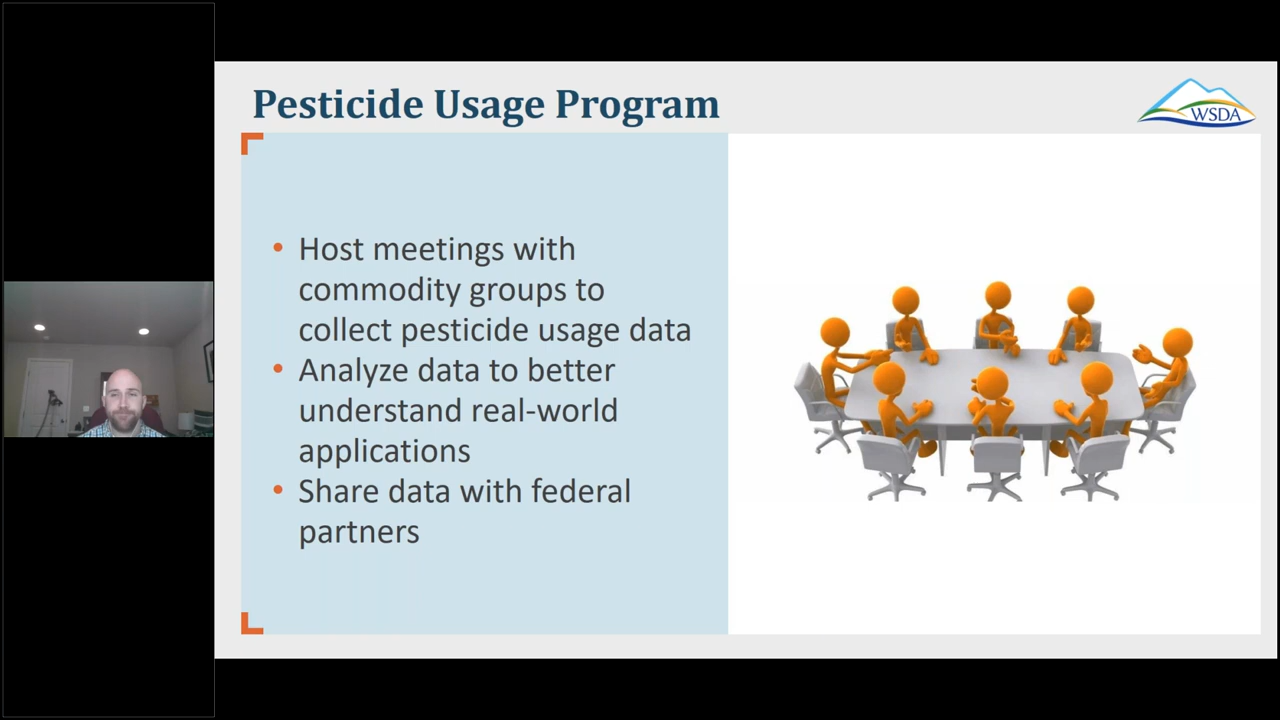 Pesticide Usage Program
WSDA
• Host meetings with
commodity groups to
collect pesticide usage data
• Analyze data to better
understand real-world
applications
• Share data with federal
partners